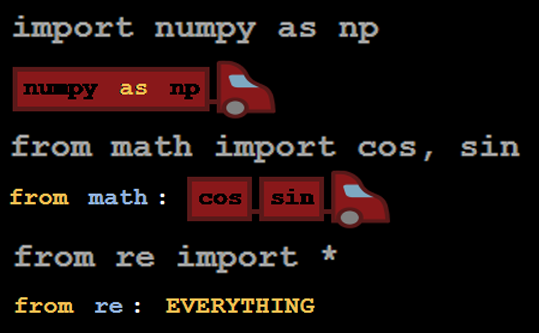 import numpy as np
numpy as np
from math import cos, sin
from math: cos sin
from re import *
from re: EVERYTHING